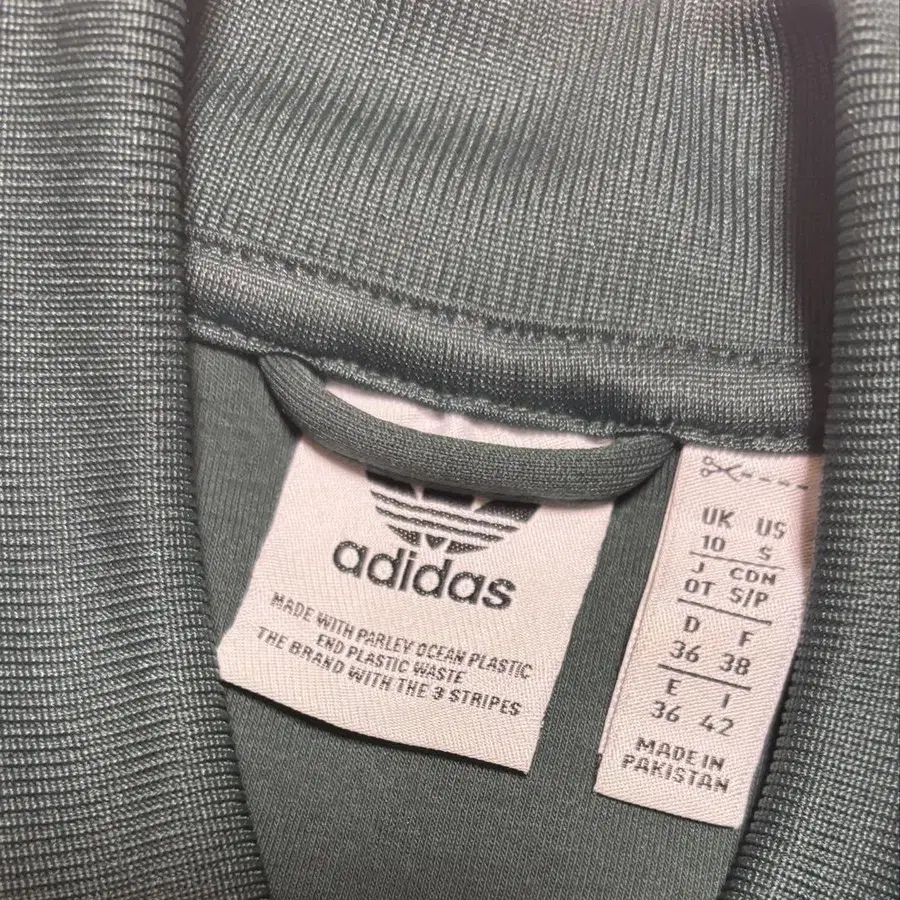 adidas
MADE WITH PARLEY OCEAN PLASTIC
END PLASTIC WASTE
THE BRAND WITH THE 3 STRIPES
UK US
10 S
J CDN
OT S/P
D F
36 38
E I
36 42
MADE IN
PAKISTAN